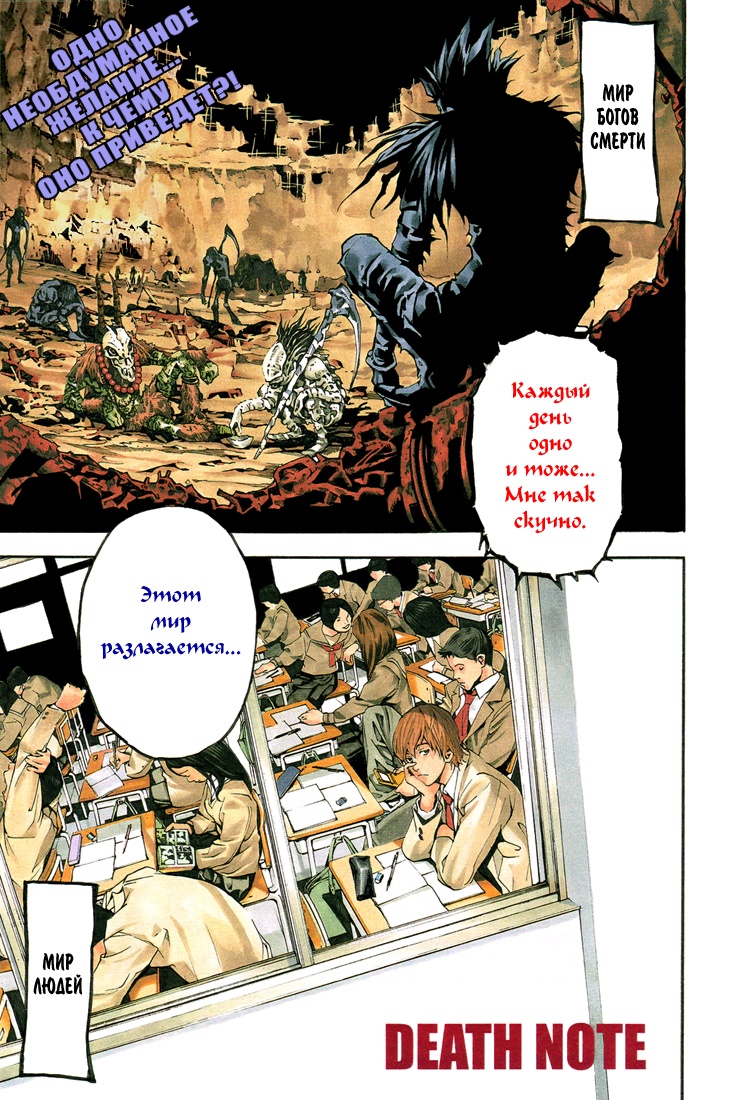 ОДНО
НЕОБДУМАННОЕ
ЖЕЛАНИЕ...
К ЧЕМУ
ОНО ПРИВЕДЕТ?!
МИР
БОГОВ
СМЕРТИ
Каждый
день
одно
и тоже...
Мне так
скучно.
Этот
мир
разлагается...
МИР
ЛЮДЕЙ
DEATH NOTE